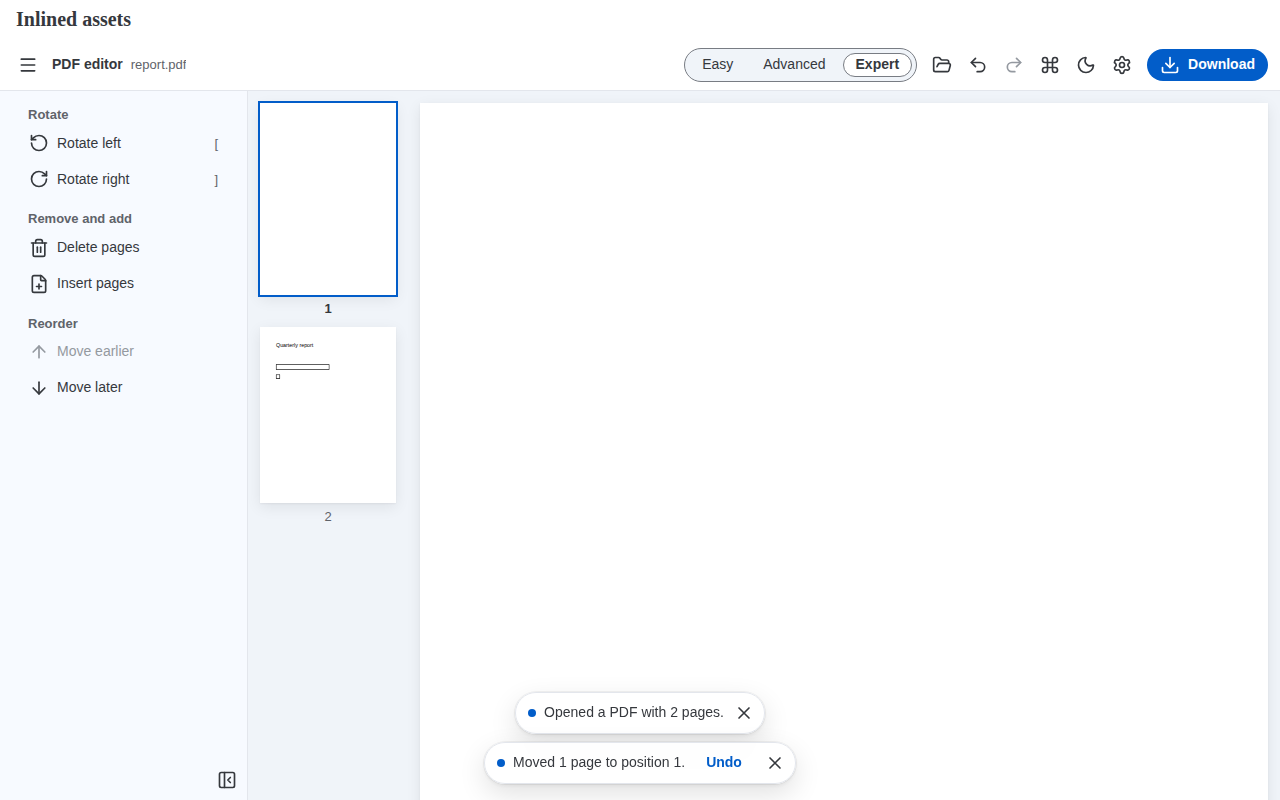 Inlined assets
PDF editor report.pdf
Easy Advanced Expert
Download
Rotate
Rotate left [
Rotate right ]
Remove and add
Delete pages
Insert pages
Reorder
Move earlier
Move later
1
Quarterly report
2
Opened a PDF with 2 pages.
Moved 1 page to position 1. Undo